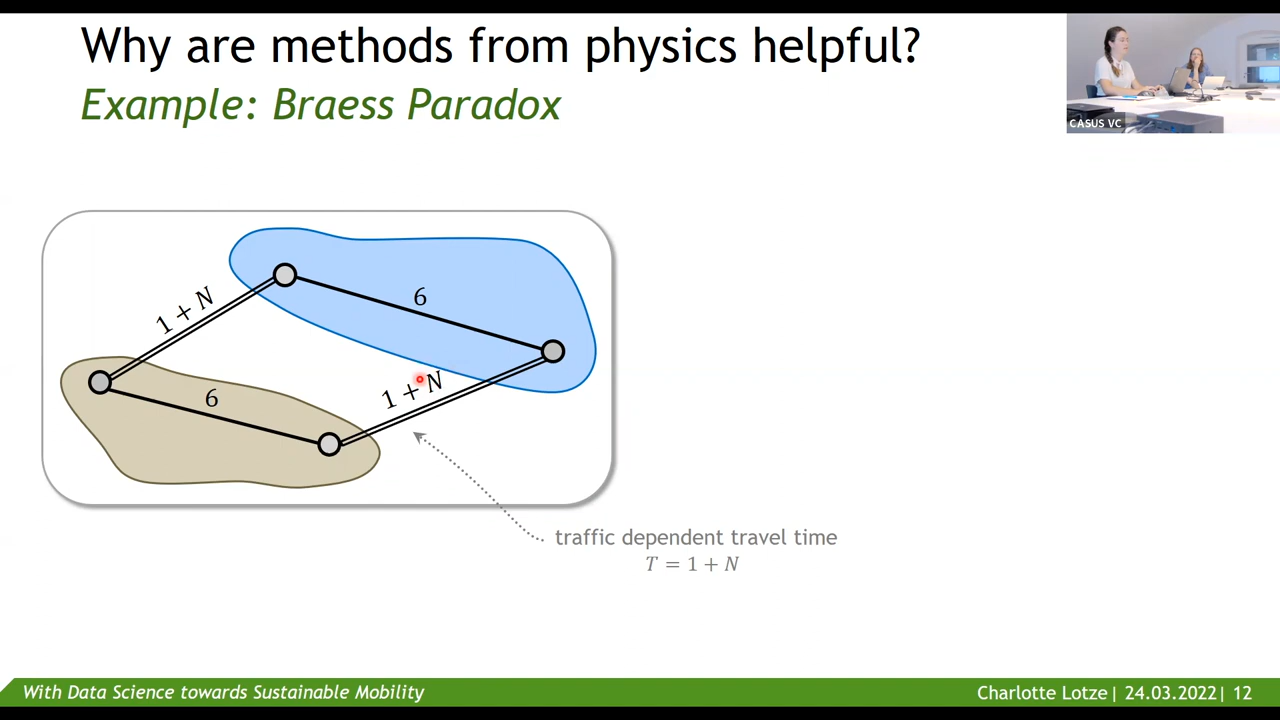 Why are methods from physics helpful?
Example: Braess Paradox
CASUS VC
1 + N
6
1 + N
6
traffic dependent travel time
T = 1 + N
With Data Science towards Sustainable Mobility
Charlotte Lotze| 24.03.2022| 12